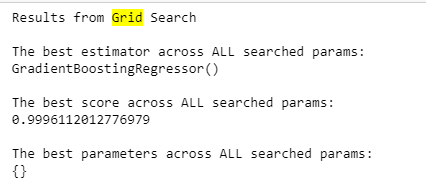 Results from Grid Search
The best estimator across ALL searched params:
GradientBoostingRegressor()
The best score across ALL searched params:
0.9996112012776979
The best parameters across ALL searched params:
{}